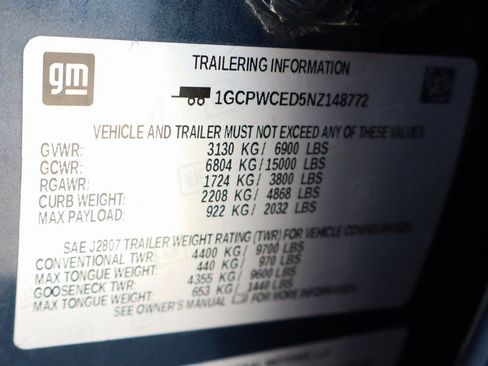 gm
TRAILERING INFORMATION
1GCPWCED5NZ148772
VEHICLE AND TRAILER MUST NOT EXCEED ANY OF THESE WEIGHTS
GVWR: 3130 KG/ 6900 LBS
GCWR: 6804 KG/ 15000 LBS
RGAWR: 1724 KG/ 3800 LBS
CURB WEIGHT: 2208 KG/ 4868 LBS
MAX PAYLOAD: 922 KG/ 2032 LBS
SAE J2807 TRAILER WEIGHT RATING (TWR) FOR VEHICLE CONFIGURATION.
CONVENTIONAL TWR: 4400 KG/ 9700 LBS
MAX TONGUE WEIGHT: 440 KG/ 970 LBS
GOOSENECK TWR: 4355 KG/ 9600 LBS
MAX TONGUE WEIGHT: 653 KG/ 1440 LBS
SEE OWNER'S MANUAL FOR MORE INFORMATION.